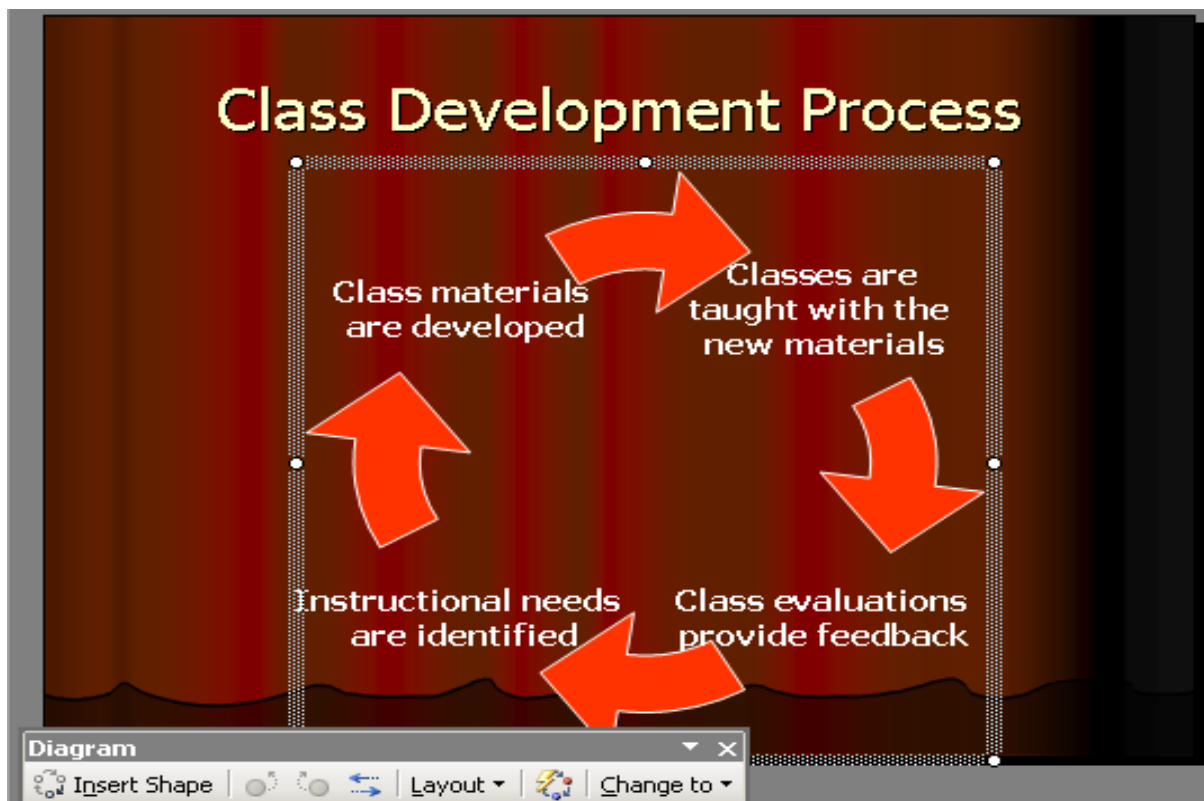 Class Development Process
Class materials
are developed
Classes are
taught with the
new materials
Instructional needs
are identified
Class evaluations
provide feedback
Diagram
Insert Shape
Layout
Change to